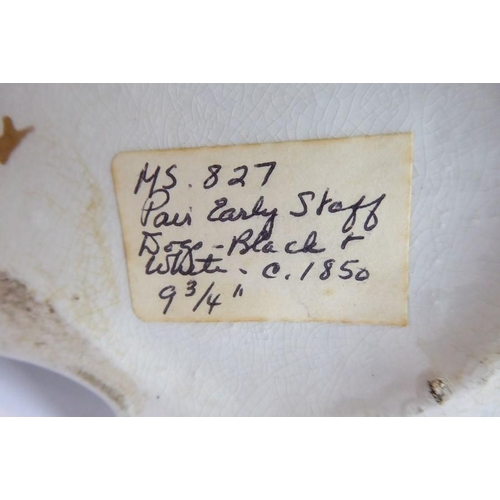 MS. 827
Pair Early Staff
Dogs - Black +
White - c. 1850
9 3/4"